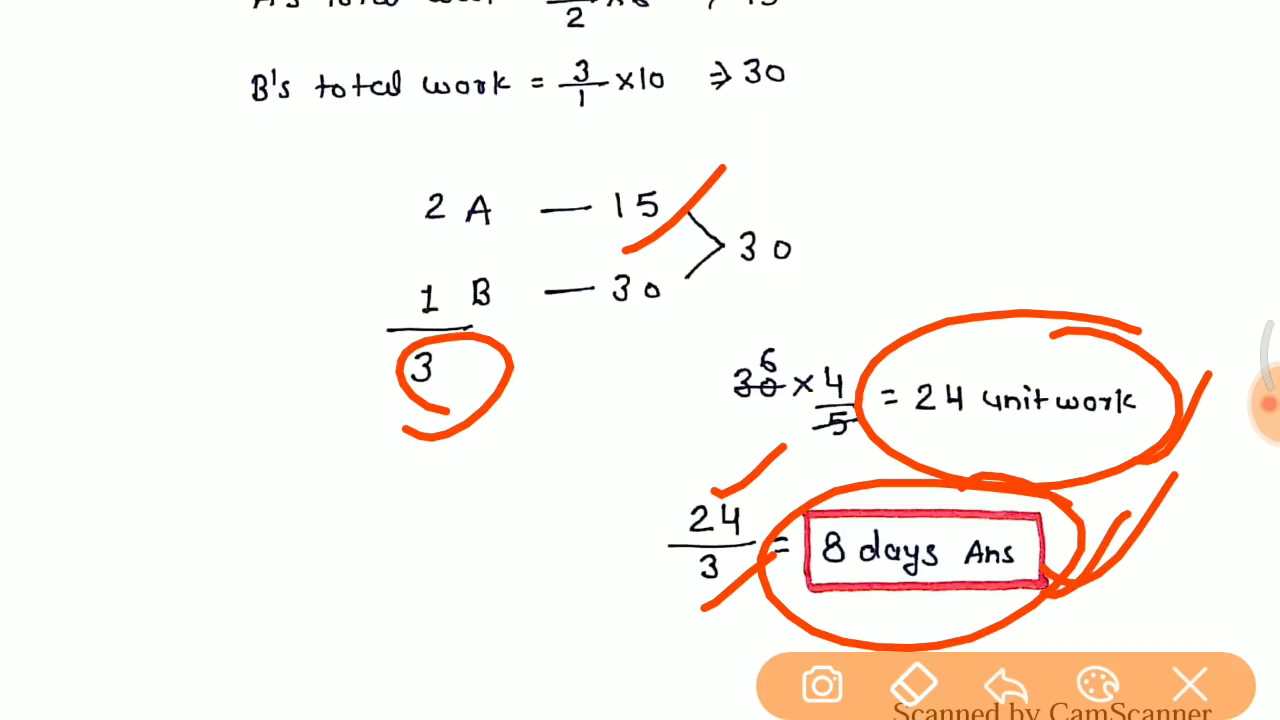 2
B's total work = 3/1 ×10 ⇒ 30
2 A — 15
30
1 B — 30
3
6
30 × 4/5 = 24 unit work
24/3 = 8 days Ans
Scanned by CamScanner